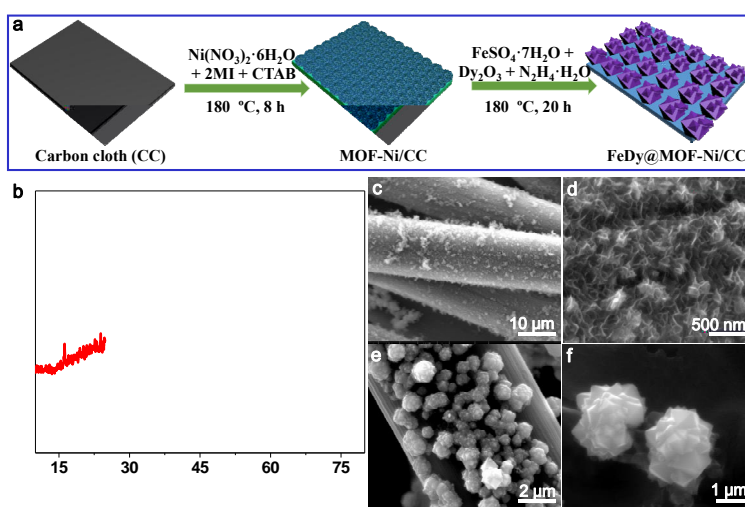 a
Ni(NO₃)₂·6H₂O
+ 2MI + CTAB
180 ºC, 8 h
FeSO₄·7H₂O +
Dy₂O₃ + N₂H₄·H₂O
180 ºC, 20 h
Carbon cloth (CC)
MOF-Ni/CC
FeDy@MOF-Ni/CC
b
15 30 45 60 75
c
10 µm
d
500 nm
e
2 µm
f
1 µm